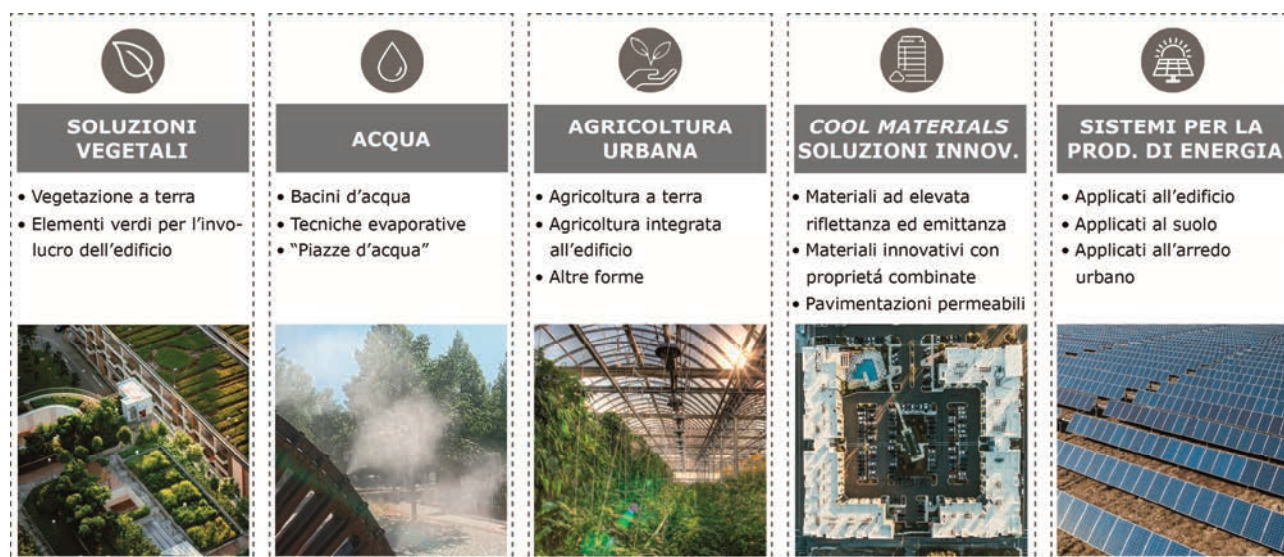 SOLUZIONI
VEGETALI
• Vegetazione a terra
• Elementi verdi per l'invo-
lucro dell'edificio
ACQUA
• Bacini d'acqua
• Tecniche evaporative
• "Piazze d'acqua"
AGRICOLTURA
URBANA
• Agricoltura a terra
• Agricoltura integrata
all'edificio
• Altre forme
COOL MATERIALS
SOLUZIONI INNOV.
• Materiali ad elevata
riflettanza ed emittanza
• Materiali innovativi con
proprietá combinate
• Pavimentazioni permeabili
SISTEMI PER LA
PROD. DI ENERGIA
• Applicati all'edificio
• Applicati al suolo
• Applicati all'arredo
urbano